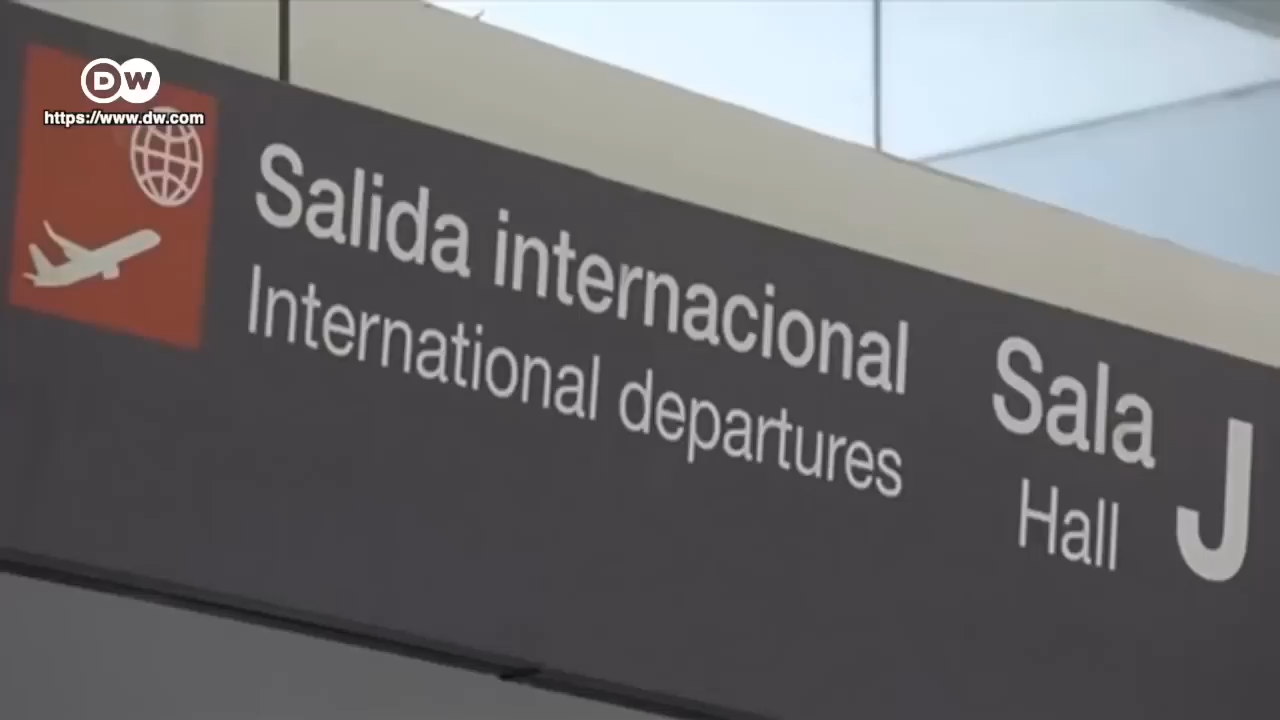 DW
https://www.dw.com
Salida internacional
International departures
Sala J
Hall